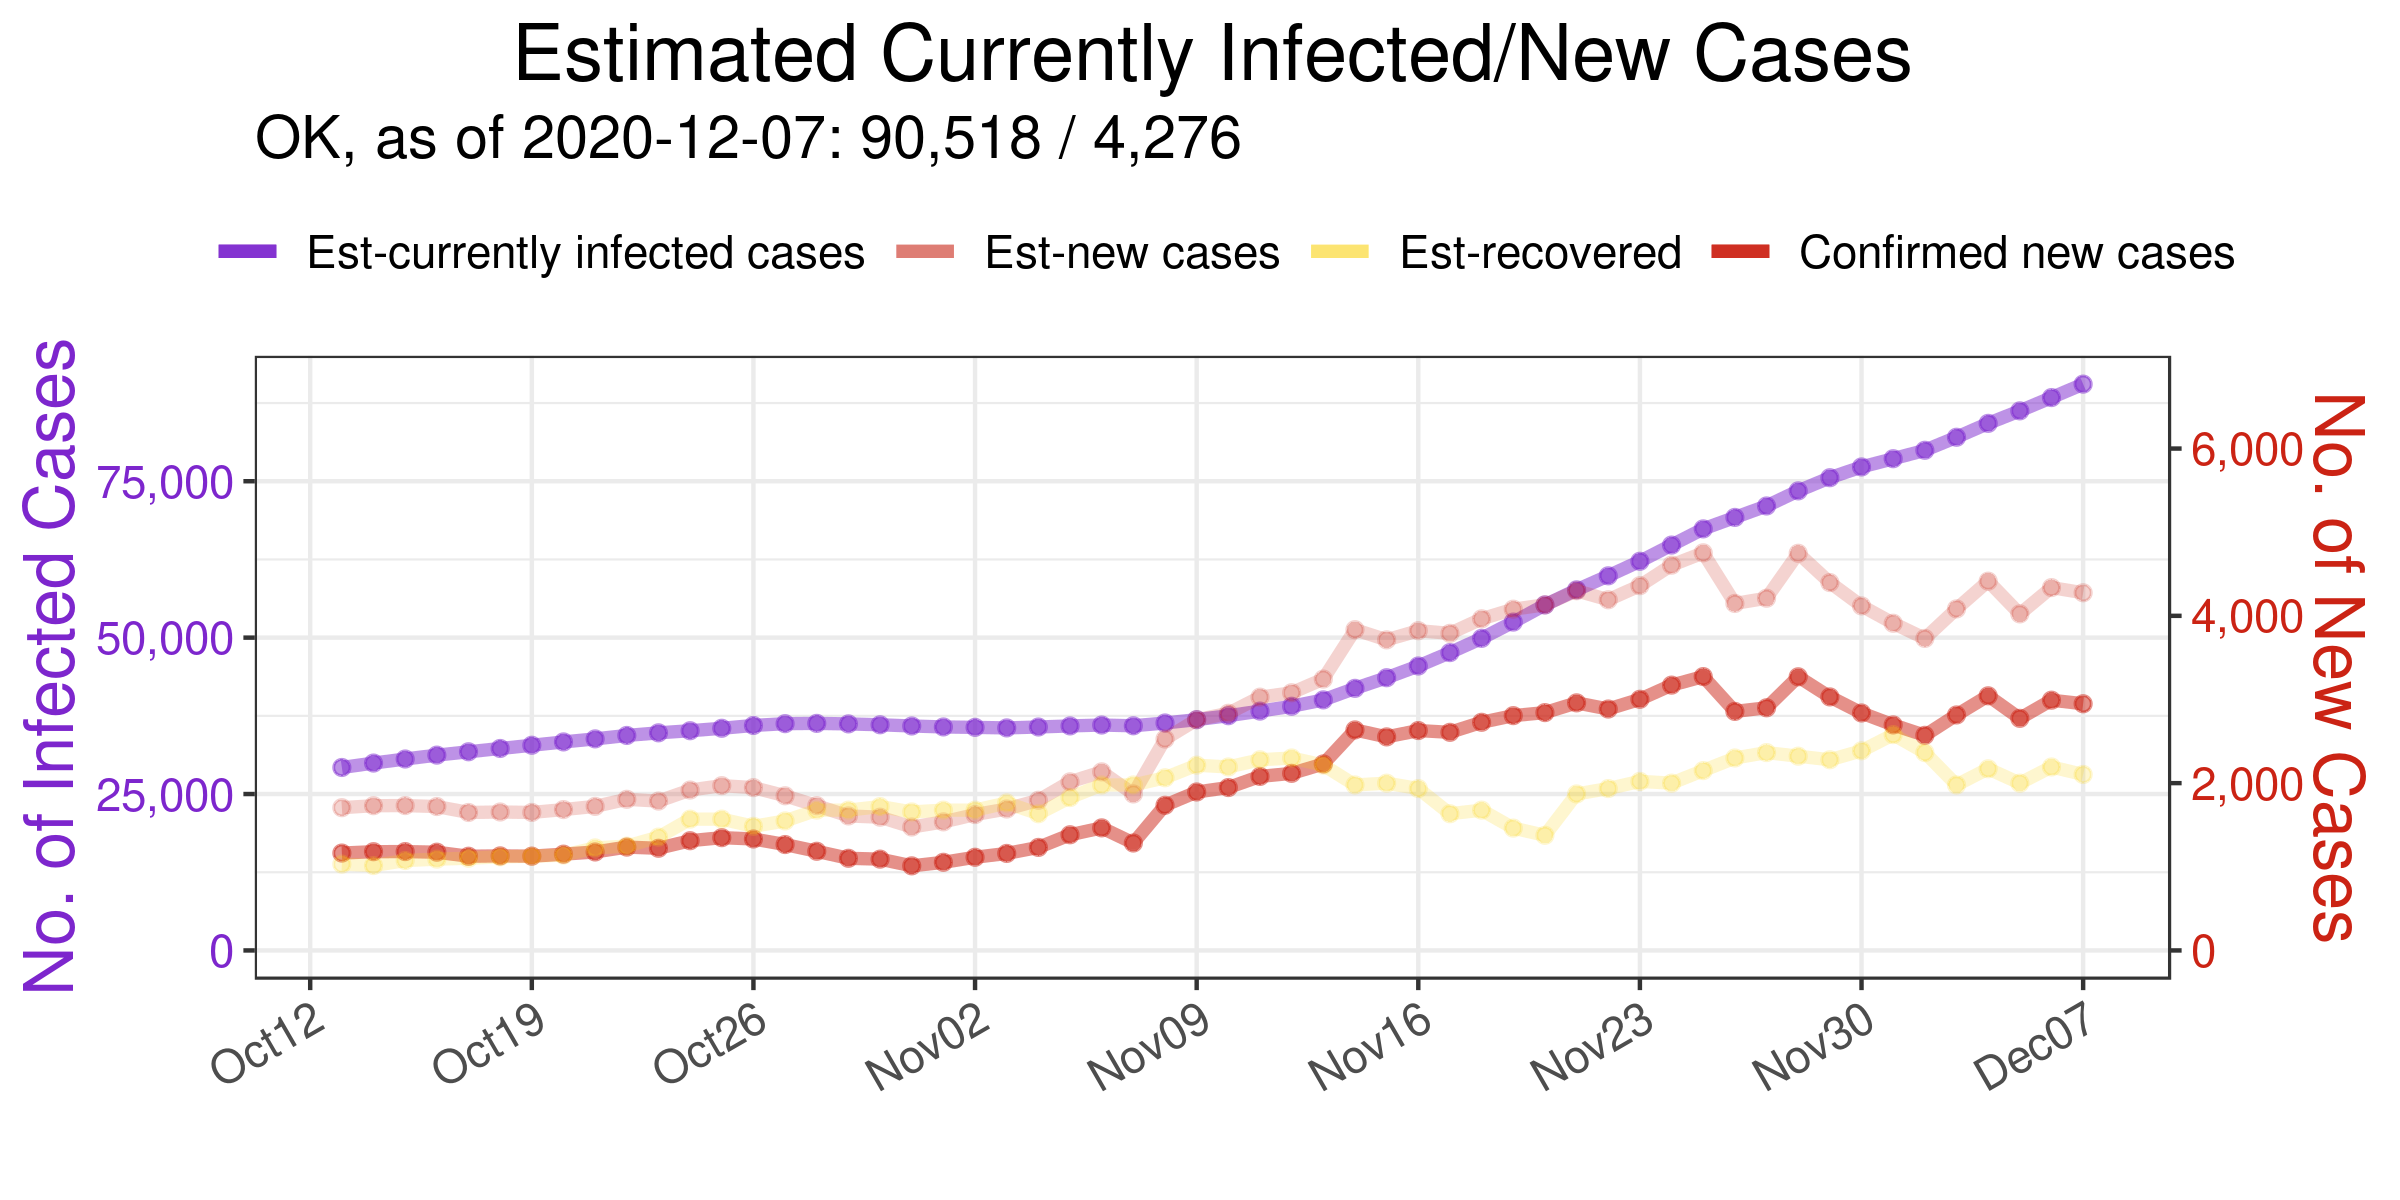 Estimated Currently Infected/New Cases
OK, as of 2020-12-07: 90,518 / 4,276
Est-currently infected cases Est-new cases Est-recovered Confirmed new cases
No. of Infected Cases
75,000
50,000
25,000
0
6,000
4,000
2,000
0
No. of New Cases
Oct12 Oct19 Oct26 Nov02 Nov09 Nov16 Nov23 Nov30 Dec07